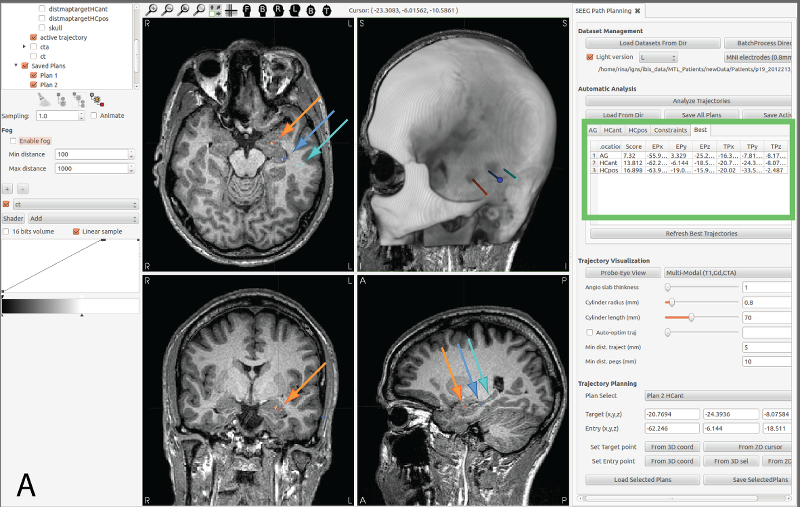 distmaptargetHCant
distmaptargetHCpos
skull
active trajectory
cta
ct
Saved Plans
Plan 1
Plan 2
Sampling: 1.0 Animate
Fog
Enable fog
Min distance 100
Max distance 1000
ct
Shader Add
16 bits volume Linear sample
F B R L B T
Cursor: ( -23.3083, -6.01562, -10.5861 )
R L
S
R L
I I
R L
A P
R L
A P
A
SEEG Path Planning
Dataset Management
Load Datasets From Dir BatchProcess Direc
Light version L MNI electrodes (0.8mm
/home/rina/igns/ibis_data/MTL_Patients/newData/Patients/p19_2012213
Automatic Analysis
Analyze Trajectories
Load From Dir Save All Plans Save Activ
AG HCant HCpos Constraints Best
.ocation Score EPx EPy EPz TPx TPy TPz
1 AG 7.32 -55.9... 3.329 -25.2... -16.3... -7.81... -8.17...
2 HCant 13.812 -62.2... -6.144 -18.5... -20.7... -24.3... -8.07...
3 HCpos 16.898 -63.9... -19.0... -15.9... -20.02 -33.5... -2.487
Refresh Best Trajectories
Trajectory Visualization
Probe-Eye View Multi-Modal (T1,Gd,CTA)
Angio slab thinkness 1
Cylinder radius (mm) 0.8
Cylinder length (mm) 70
Auto-optim traj
Min dist. traject (mm) 5
Min dist. pegs (mm) 10
Trajectory Planning
Plan Select Plan 2 HCant
Target (x,y,z) -20.7694 -24.3936 -8.07584
Entry (x,y,z) -62.246 -6.144 -18.511
Set Target point From 3D coord From 2D cursor
Set Entry point From 3D coord From 3D sel From 2D
Load Selected Plans Save SelectedPlans